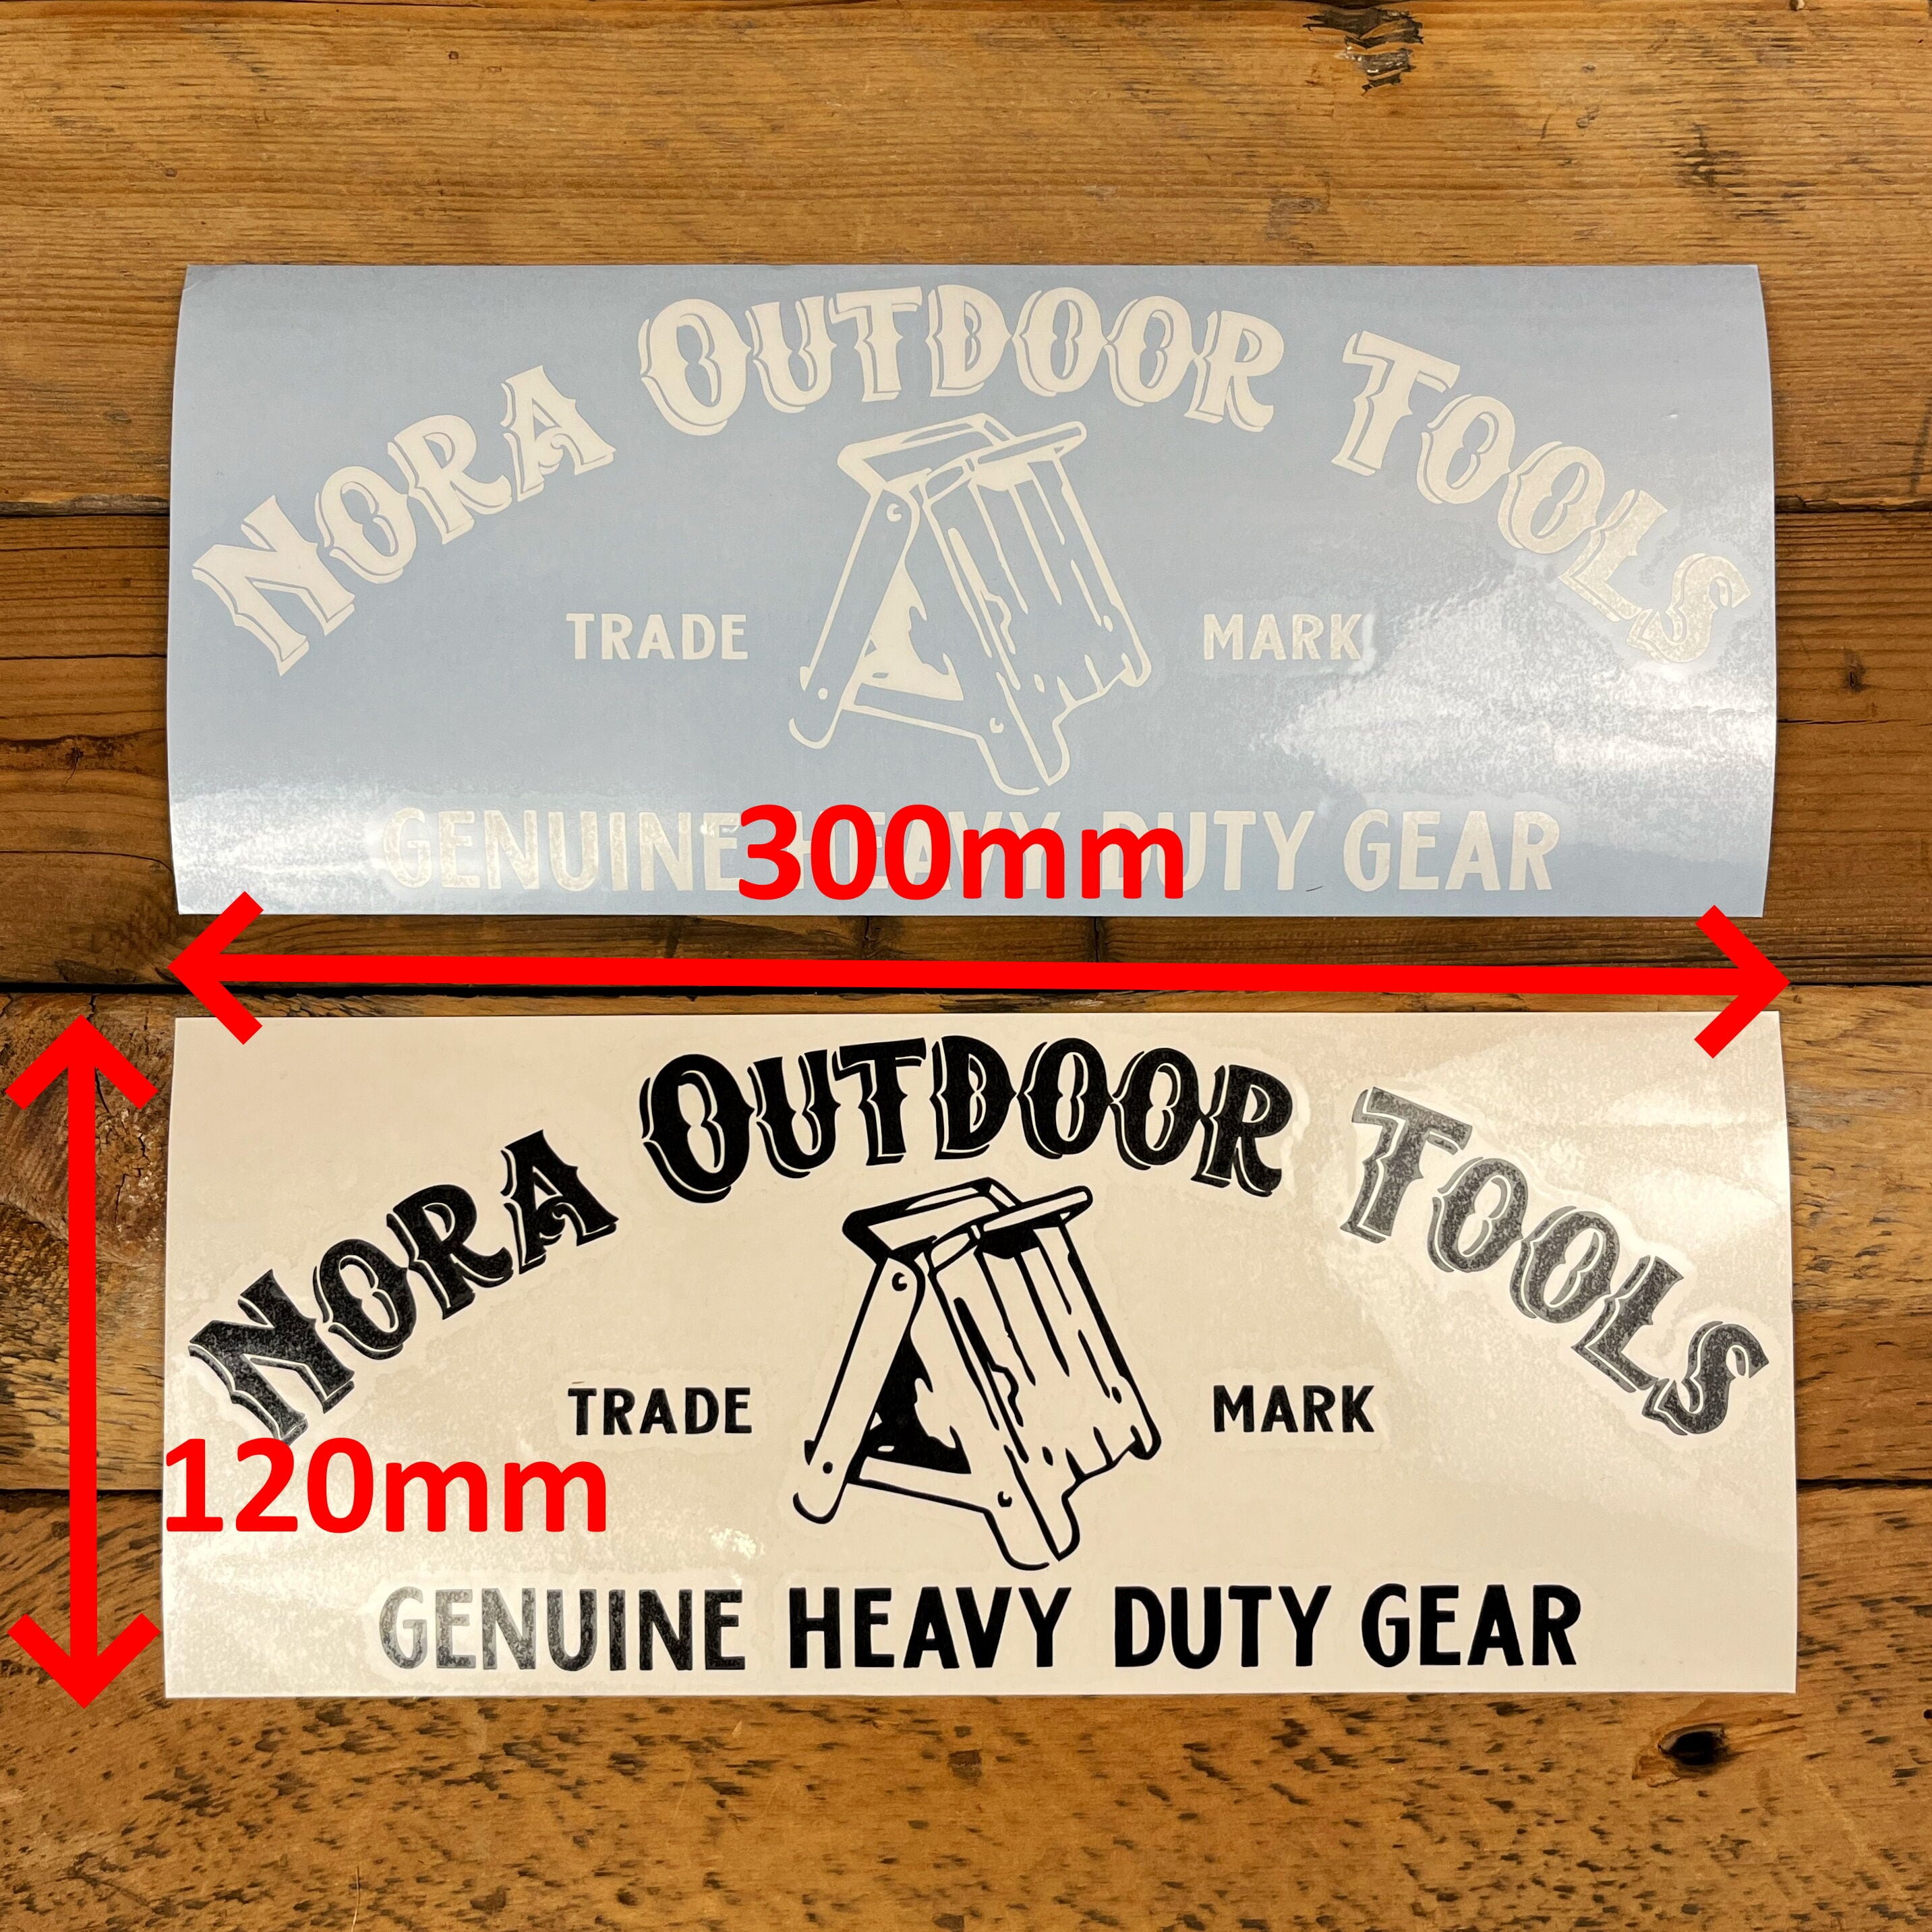 NORA OUTDOOR TOOLS
TRADE MARK
GENUINE HEAVY DUTY GEAR
300mm
NORA OUTDOOR TOOLS
TRADE MARK
120mm
GENUINE HEAVY DUTY GEAR